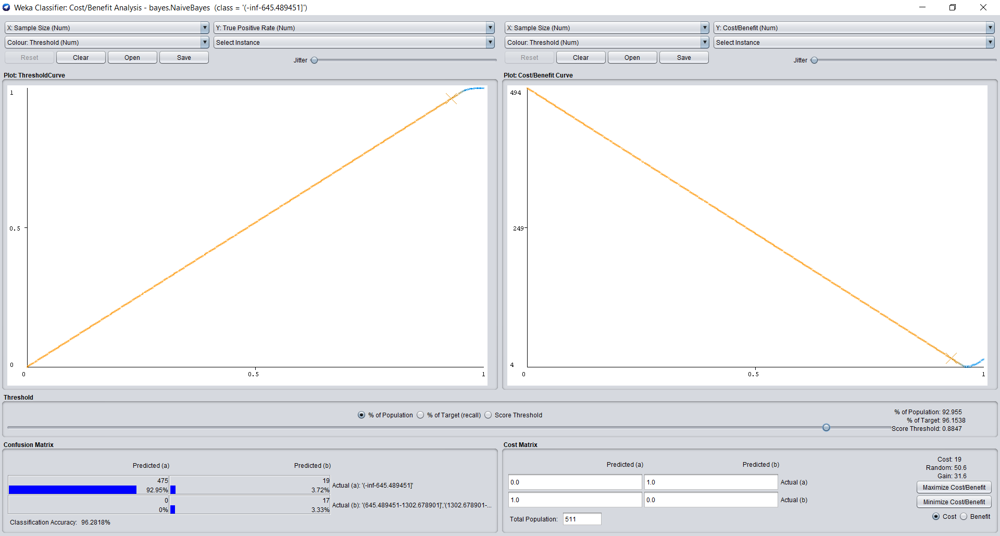 Weka Classifier: Cost/Benefit Analysis - bayes.NaiveBayes (class = '(-inf-645.489451]')
X: Sample Size (Num)
Y: True Positive Rate (Num)
X: Sample Size (Num)
Y: Cost/Benefit (Num)
Colour: Threshold (Num)
Select Instance
Colour: Threshold (Num)
Select Instance
Reset
Clear
Open
Save
Jitter
Reset
Clear
Open
Save
Jitter
Plot: ThresholdCurve
1
0.5
0
0
0.5
1
Plot: Cost/Benefit Curve
494
249
4
0
0.5
1
Threshold
% of Population
% of Target (recall)
Score Threshold
% of Population: 92.955
% of Target: 96.1538
Score Threshold: 0.8847
Confusion Matrix
Predicted (a)
Predicted (b)
475
19
92.95%
3.72%
Actual (a): '(-inf-645.489451]'
0
17
0%
3.33%
Actual (b): '(645.489451-1302.678901]','(1302.678901-...
Classification Accuracy: 96.2818%
Cost Matrix
Predicted (a)
Predicted (b)
0.0
1.0
Actual (a)
1.0
0.0
Actual (b)
Total Population:
511
Cost: 19
Random: 50.6
Gain: 31.6
Maximize Cost/Benefit
Minimize Cost/Benefit
Cost
Benefit